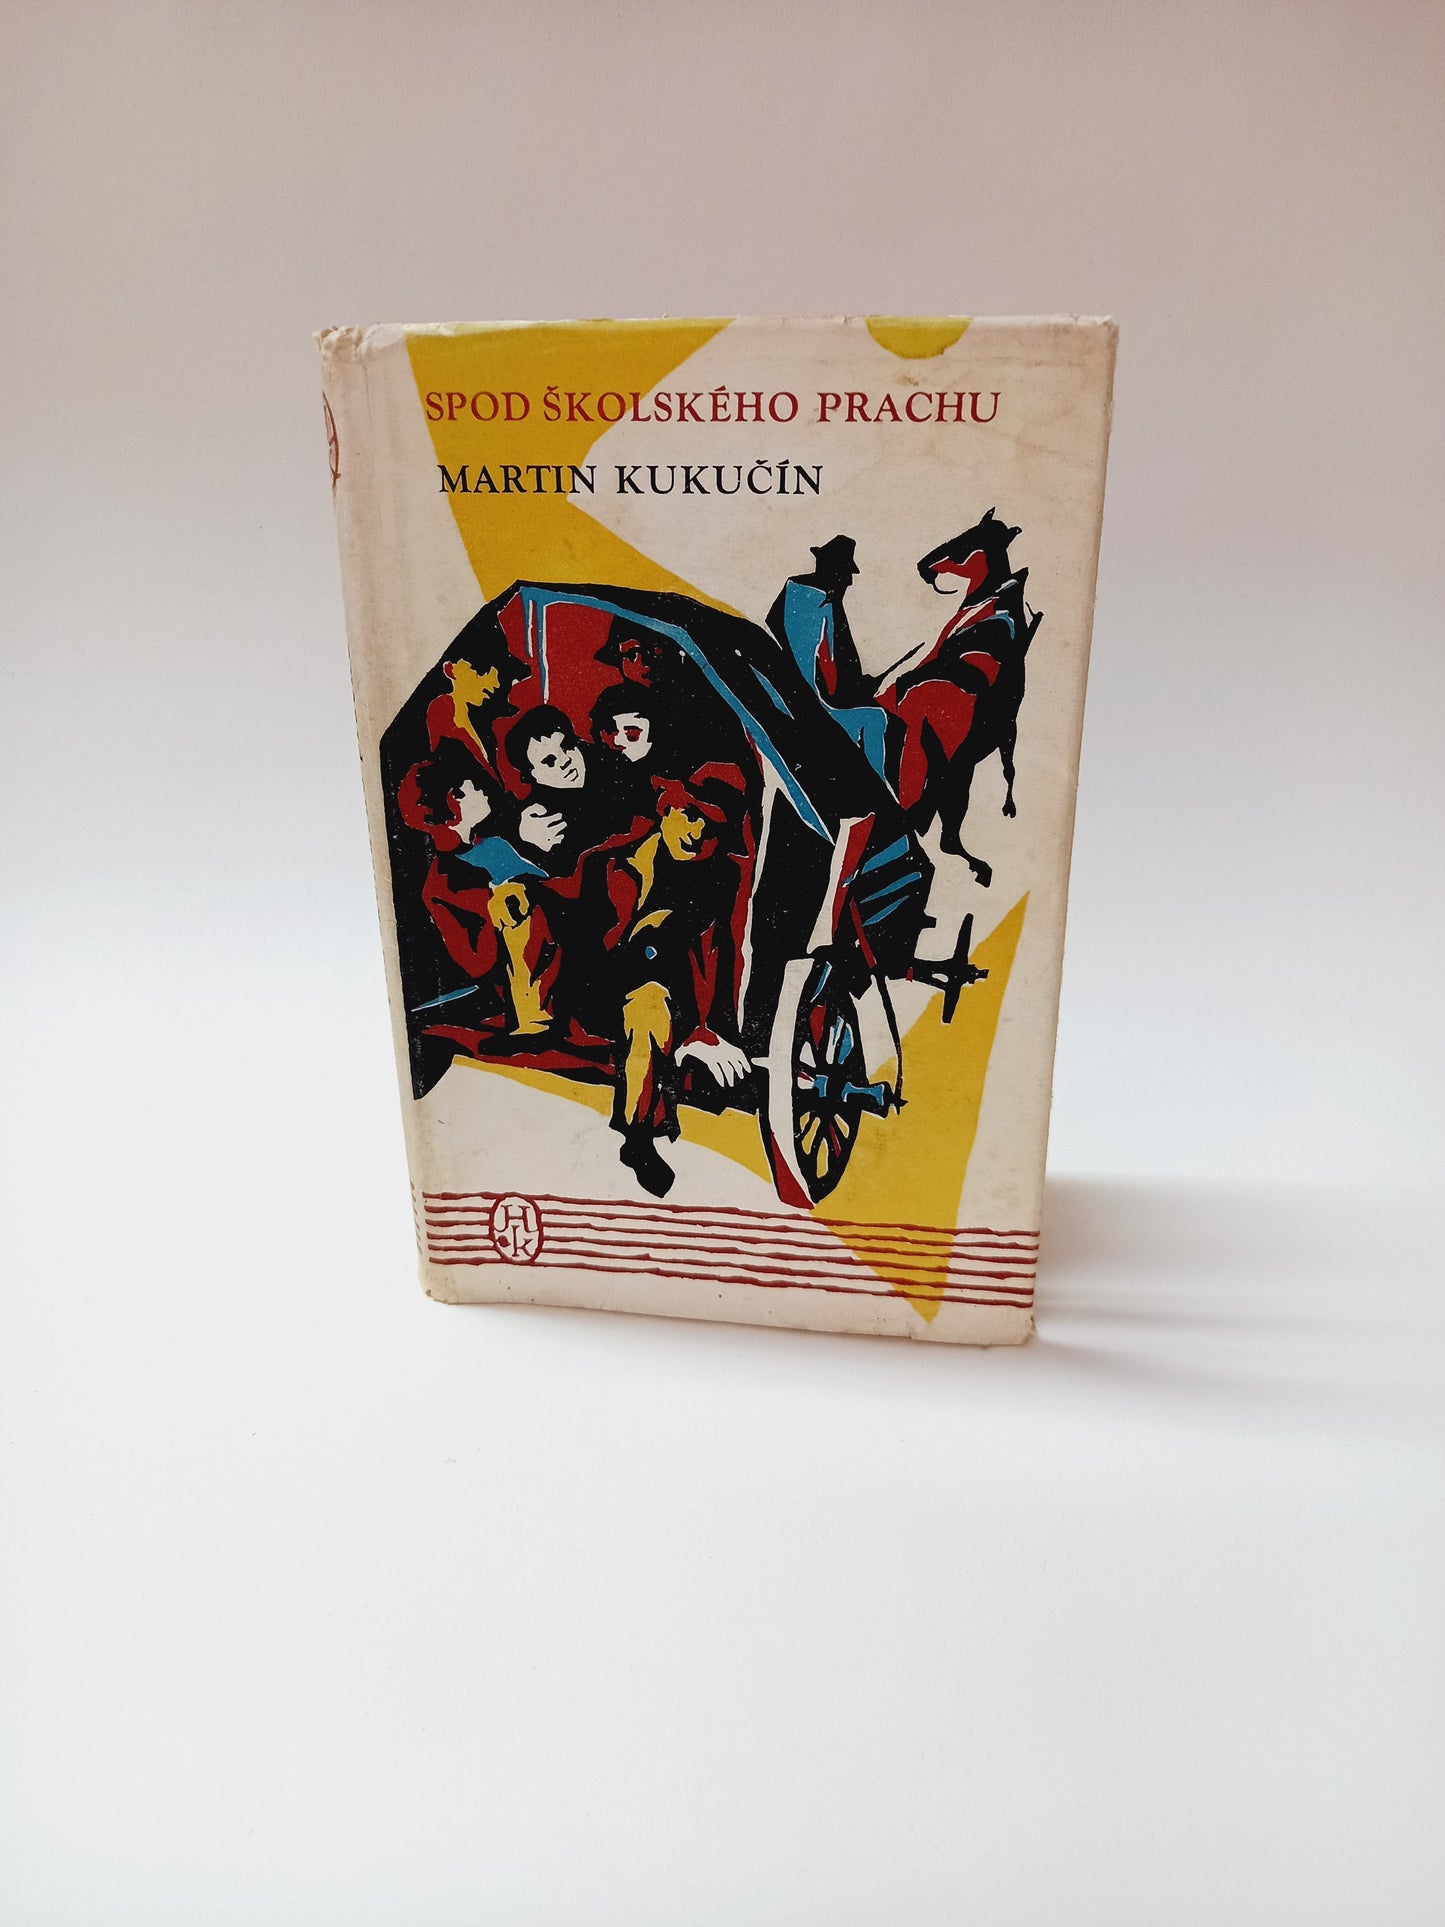 SPOD ŠKOLSKÉHO PRACHU
MARTIN KUKUČÍN
H
k